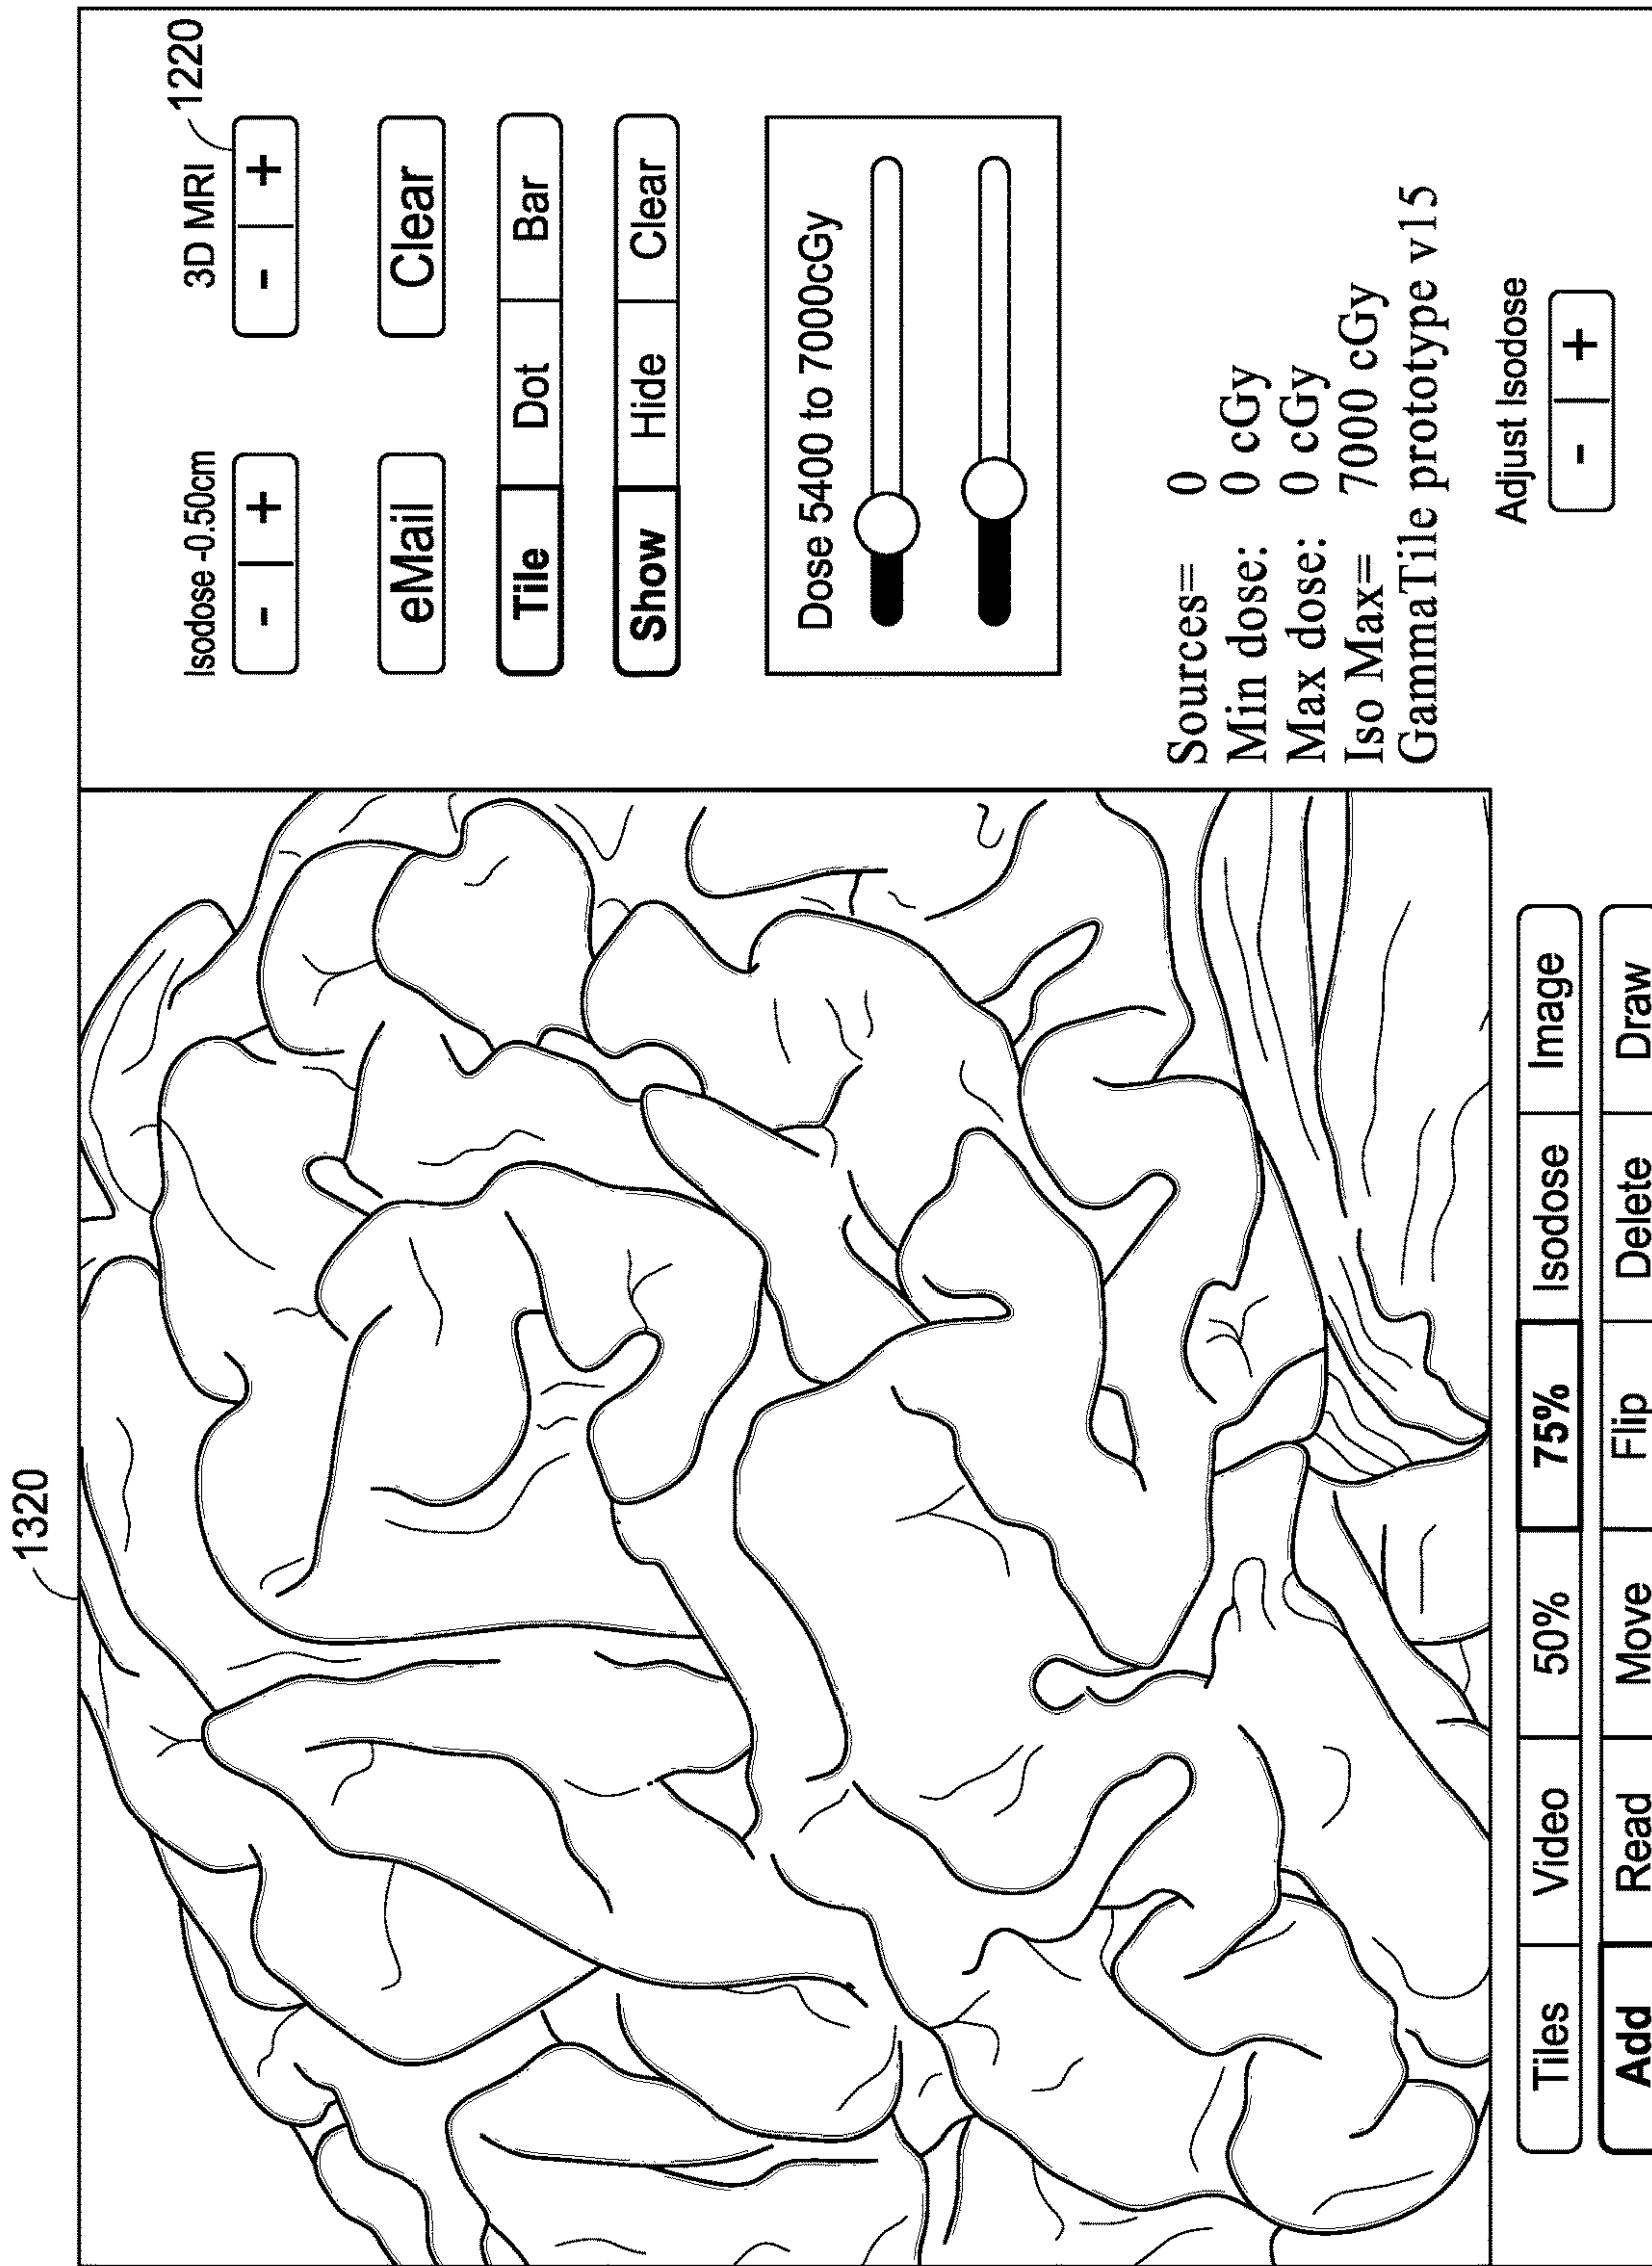 1320
Isodose -0.50cm
3D MRI
1220
- +
- +
eMail
Clear
Tile Dot Bar
Show Hide Clear
Dose 5400 to 7000cGy
Sources= 0
Min dose: 0 cGy
Max dose: 0 cGy
Iso Max= 7000 cGy
GammaTile prototype v15
Adjust Isodose
- +
Tiles Video 50% 75% Isodose Image
Add Read Move Flip Delete Draw